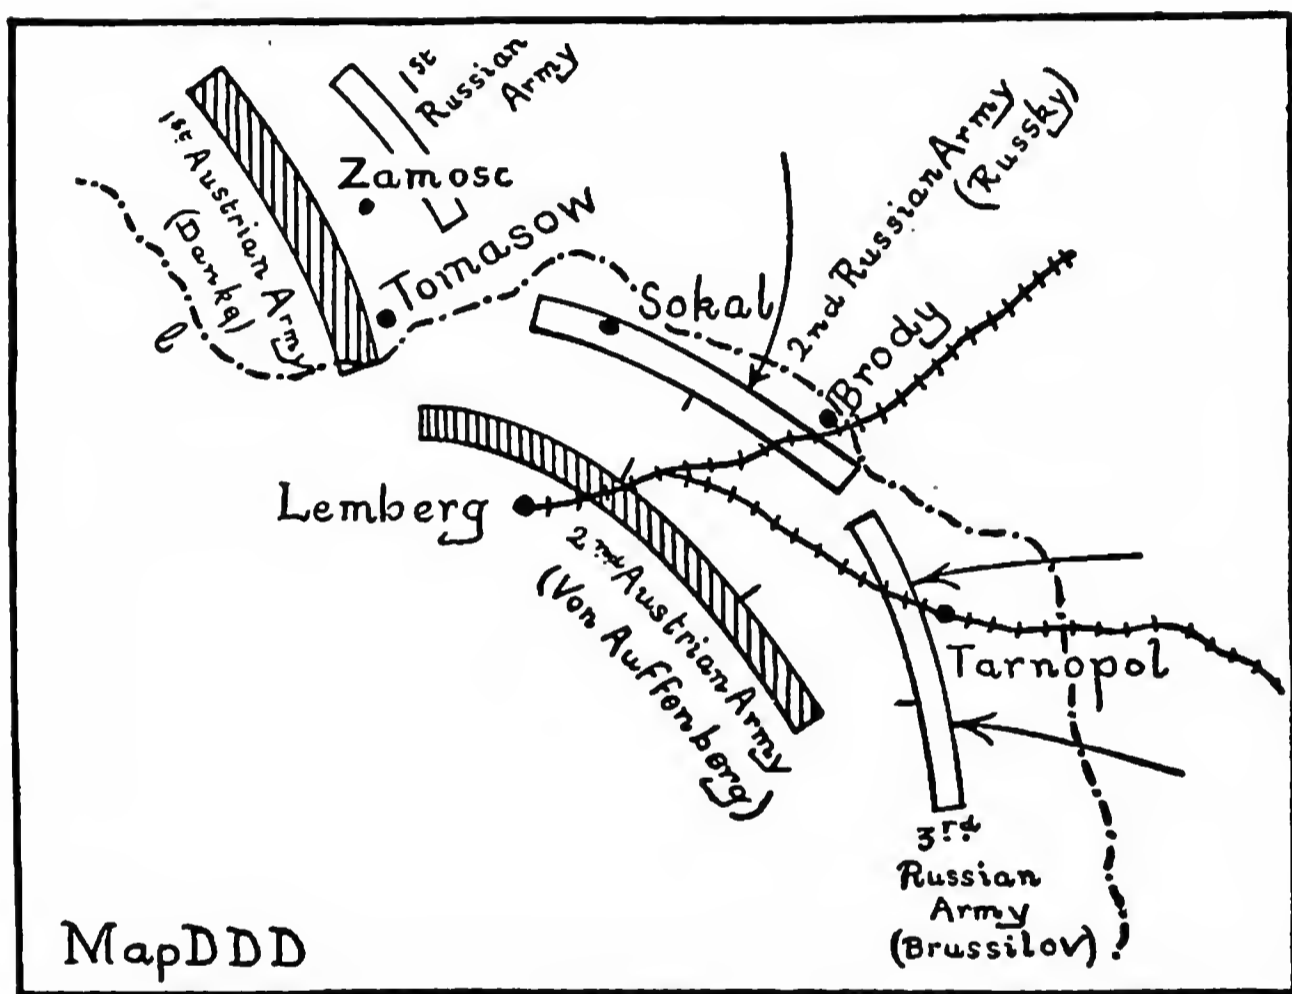 1st
Russian
Army
1st Austrian Army
(Dankq)
Zamosc
Tomasow
l
2nd Russian Army
(Russky)
Sokal
Brody
Lemberg
2nd Austrian Army
(Von Auffenberg)
Tarnopol
3rd
Russian
Army
(Brussilov)
MapDDD